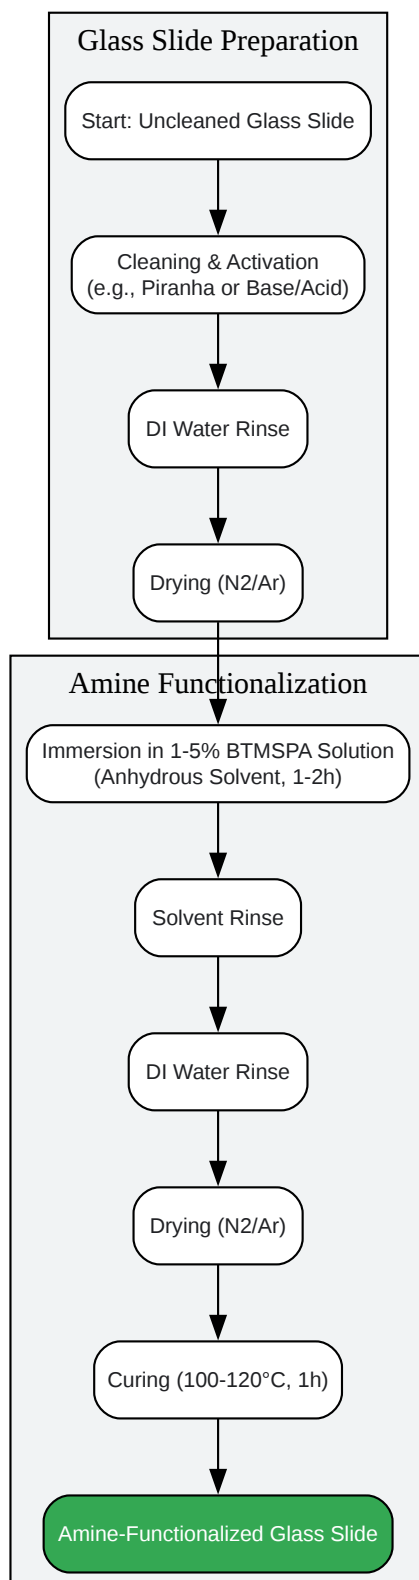 Glass Slide Preparation
Start: Uncleaned Glass Slide
Cleaning & Activation
(e.g., Piranha or Base/Acid)
DI Water Rinse
Drying (N2/Ar)
Amine Functionalization
Immersion in 1-5% BTMSPA Solution
(Anhydrous Solvent, 1-2h)
Solvent Rinse
DI Water Rinse
Drying (N2/Ar)
Curing (100-120°C, 1h)
Amine-Functionalized Glass Slide